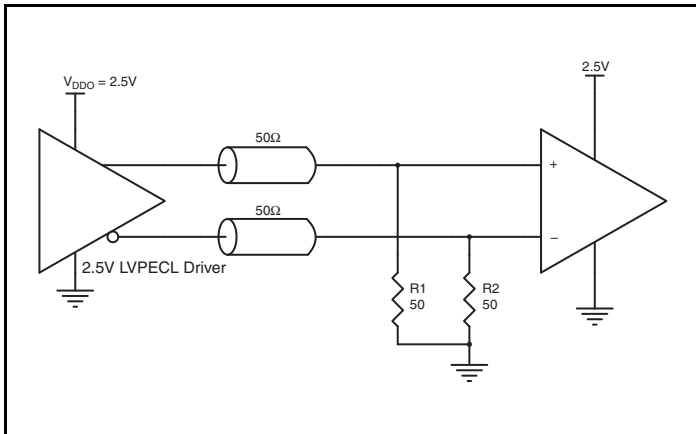 V_DDO = 2.5V
2.5V
50Ω
50Ω
+
–
2.5V LVPECL Driver
R1
50
R2
50